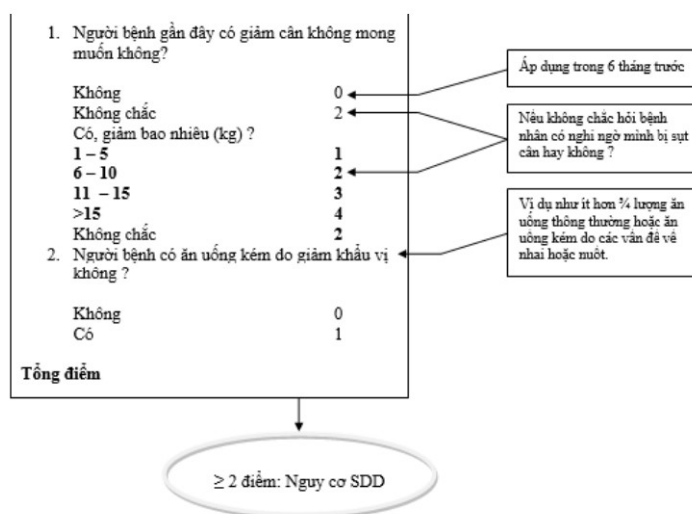 1. Người bệnh gần đây có giảm cân không mong
muốn không?
Không 0
Không chắc 2
Có, giảm bao nhiêu (kg) ?
1 – 5 1
6 – 10 2
11 – 15 3
>15 4
Không chắc 2
2. Người bệnh có ăn uống kém do giảm khẩu vị
không ?
Không 0
Có 1
Tổng điểm
Áp dụng trong 6 tháng trước
Nếu không chắc hỏi bệnh
nhân có nghi ngờ mình bị sụt
cân hay không ?
Ví dụ như ít hơn ¾ lượng ăn
uống thông thường hoặc ăn
uống kém do các vấn đề về
nhai hoặc nuốt.
≥ 2 điểm: Nguy cơ SDD